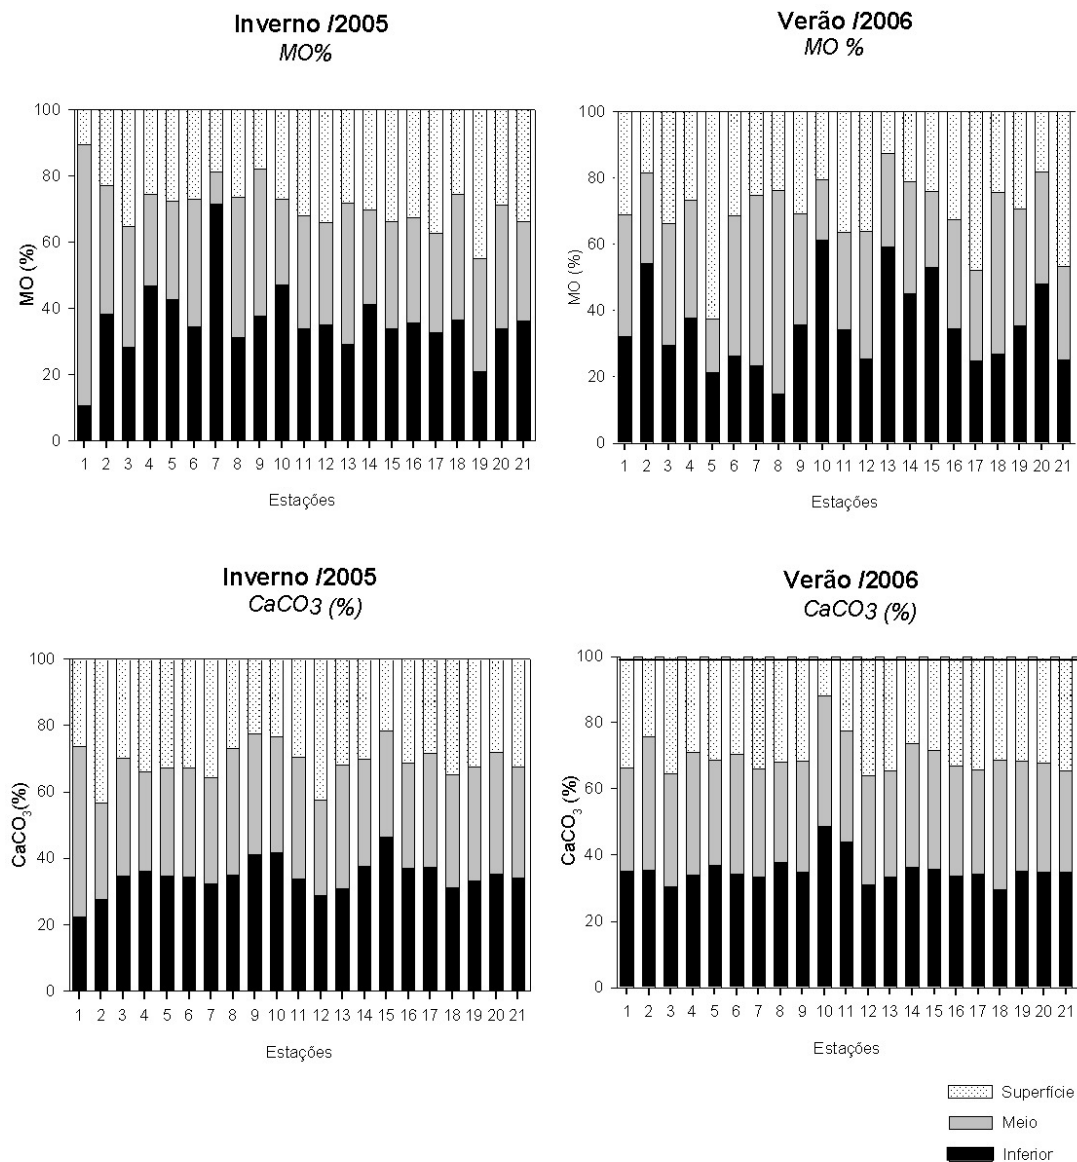 Inverno /2005
MO%
100
80
60
40
20
0
MO (%)
1 2 3 4 5 6 7 8 9 10 11 12 13 14 15 16 17 18 19 20 21
Estações
Verão /2006
MO %
100
80
60
40
20
0
MO (%)
1 2 3 4 5 6 7 8 9 10 11 12 13 14 15 16 17 18 19 20 21
Estações
Inverno /2005
CaCO3 (%)
100
80
60
40
20
0
CaCO₃(%)
1 2 3 4 5 6 7 8 9 10 11 12 13 14 15 16 17 18 19 20 21
Estações
Verão /2006
CaCO3 (%)
100
80
60
40
20
0
CaCO₃ (%)
1 2 3 4 5 6 7 8 9 10 11 12 13 14 15 16 17 18 19 20 21
Estações
Superfície
Meio
Inferior